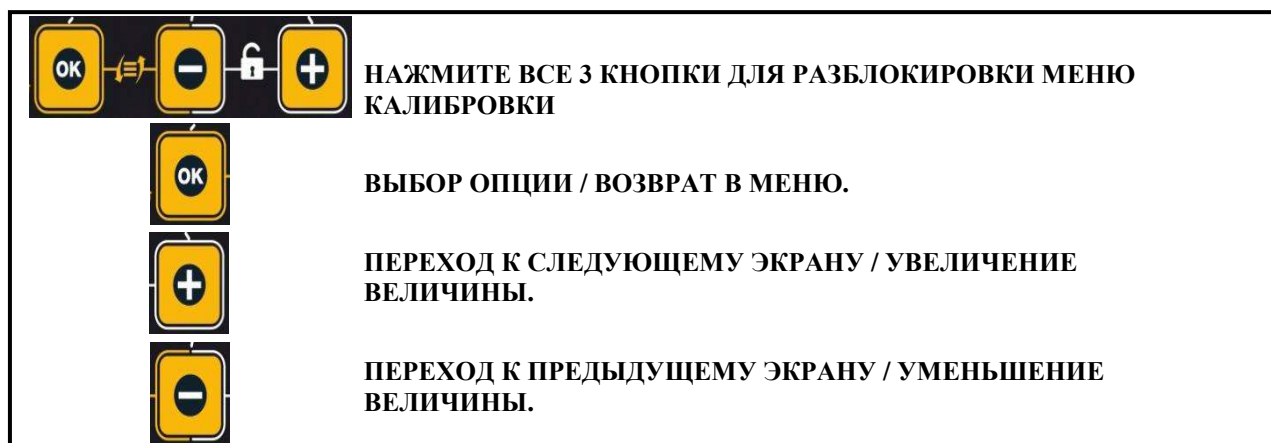 OK
НАЖМИТЕ ВСЕ 3 КНОПКИ ДЛЯ РАЗБЛОКИРОВКИ МЕНЮ
КАЛИБРОВКИ
OK
ВЫБОР ОПЦИИ / ВОЗВРАТ В МЕНЮ.
ПЕРЕХОД К СЛЕДУЮЩЕМУ ЭКРАНУ / УВЕЛИЧЕНИЕ
ВЕЛИЧИНЫ.
ПЕРЕХОД К ПРЕДЫДУЩЕМУ ЭКРАНУ / УМЕНЬШЕНИЕ
ВЕЛИЧИНЫ.